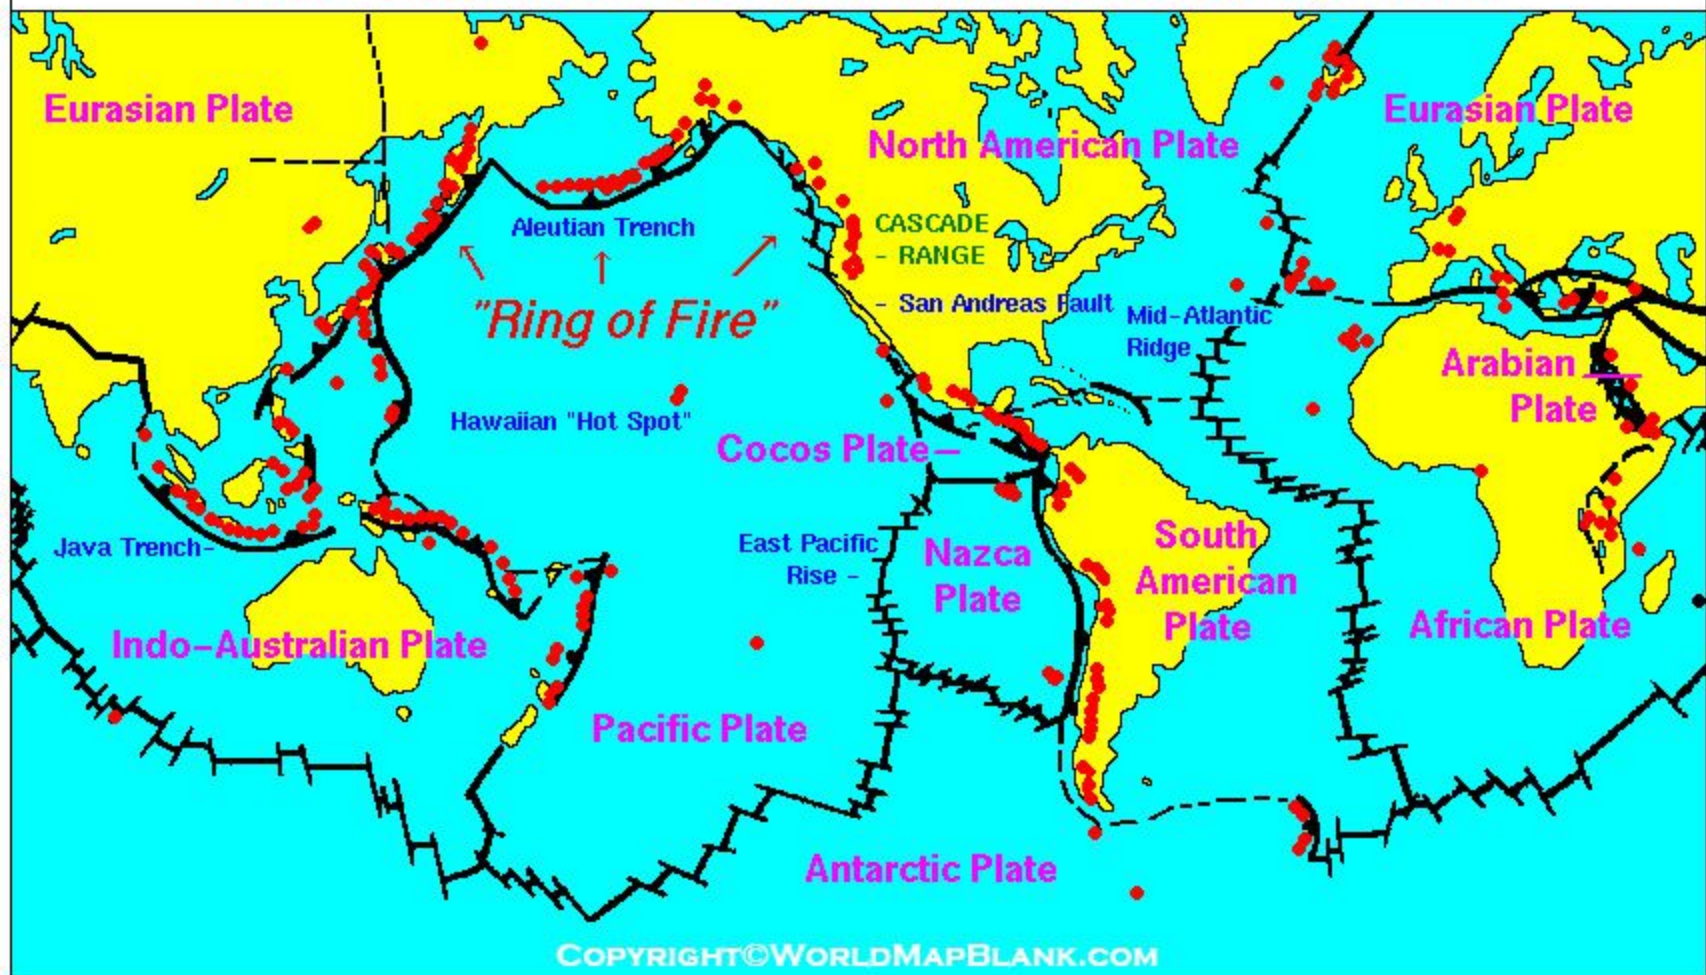 Eurasian Plate
Eurasian Plate
North American Plate
Aleutian Trench
CASCADE
- RANGE
"Ring of Fire"
- San Andreas Fault
Mid-Atlantic
Ridge
Arabian
Plate
Hawaiian "Hot Spot"
Cocos Plate
Java Trench-
East Pacific
Rise -
Nazca
Plate
South
American
Plate
African Plate
Indo-Australian Plate
Pacific Plate
Antarctic Plate
COPYRIGHT©WORLDMAPBLANK.COM